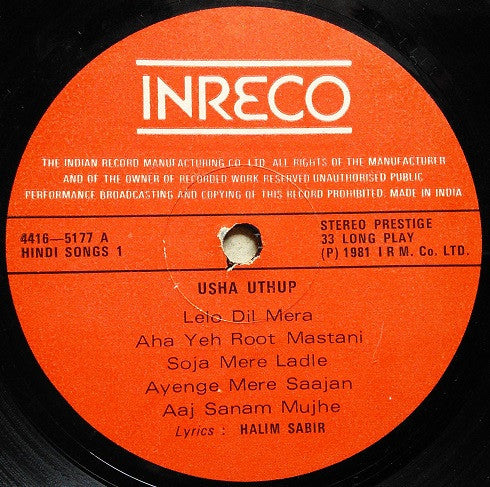 INRECO
THE INDIAN RECORD MANUFACTURING CO. LTD. ALL RIGHTS OF THE MANUFACTURER
AND OF THE OWNER OF RECORDED WORK RESERVED UNAUTHORISED PUBLIC
PERFORMANCE BROADCASTING AND COPYING OF THIS RECORD PROHIBITED. MADE IN INDIA
4416—5177 A
HINDI SONGS 1
STEREO PRESTIGE
33 LONG PLAY
(P) 1981 I R M. Co. LTD.
USHA UTHUP
Lelo Dil Mera
Aha Yeh Root Mastani
Soja Mere Ladle
Ayenge Mere Saajan
Aaj Sanam Mujhe
Lyrics : HALIM SABIR